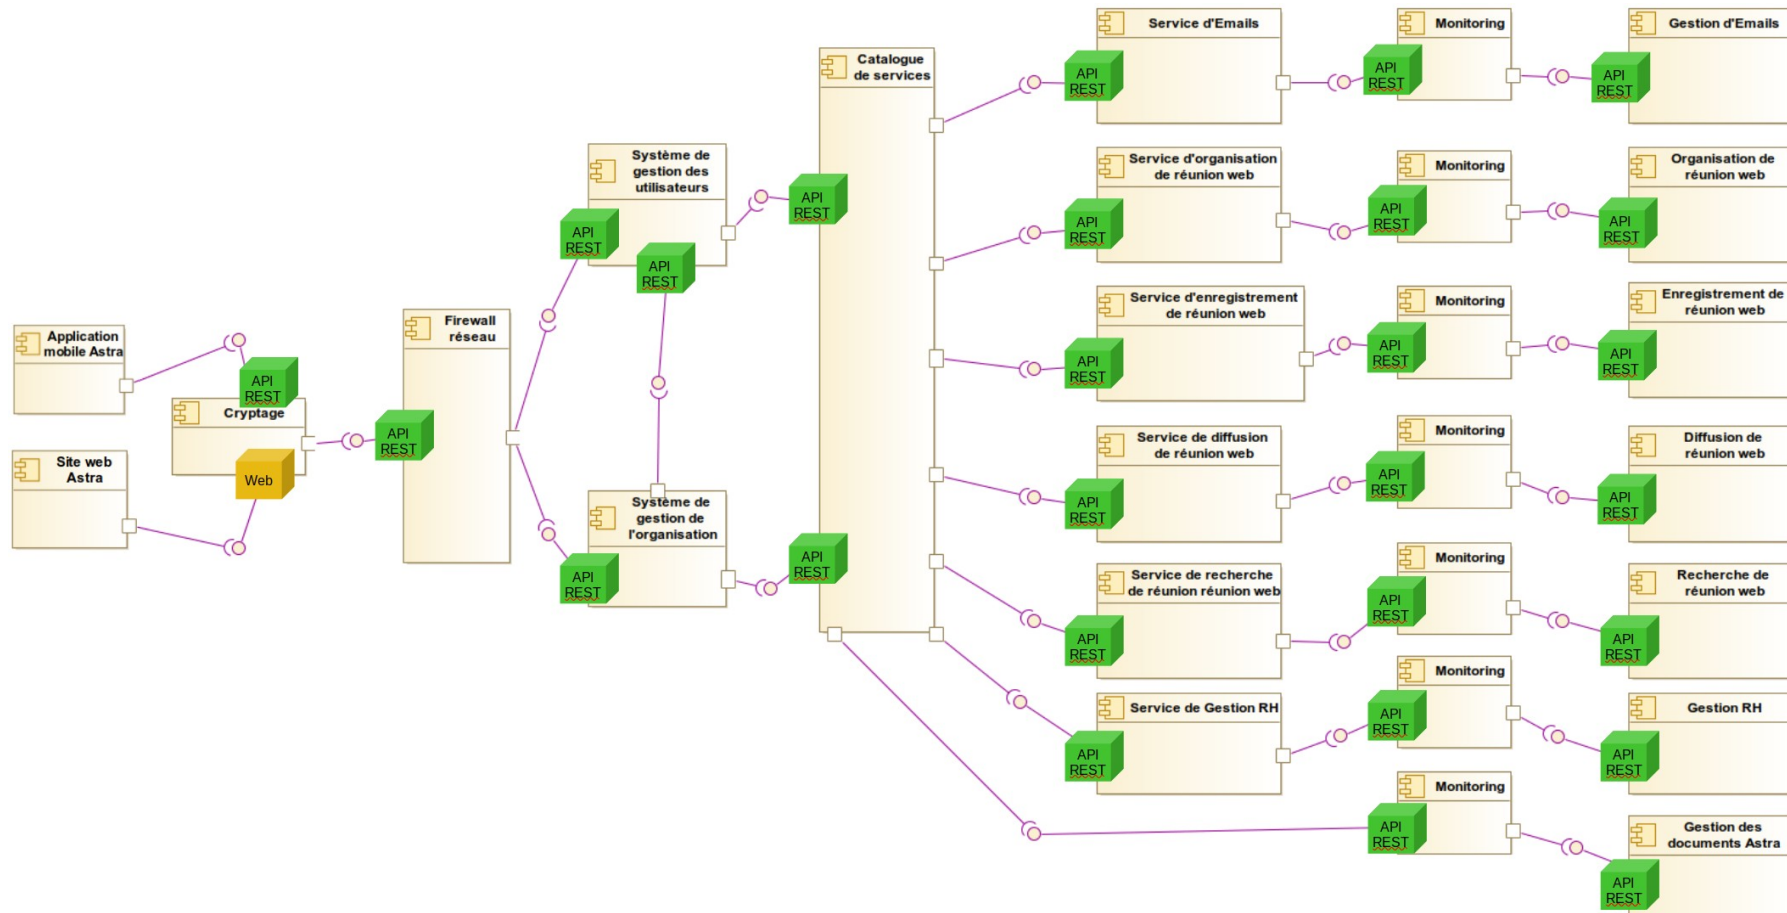 Service d'Emails
Monitoring
Gestion d'Emails
API
REST
API
REST
API
REST
Catalogue
de services
Service d'organisation
de réunion web
Monitoring
Organisation de
réunion web
API
REST
API
REST
API
REST
Système de
gestion des
utilisateurs
API
REST
API
REST
API
REST
Service d'enregistrement
de réunion web
Monitoring
Enregistrement de
réunion web
API
REST
API
REST
API
REST
Application
mobile Astra
API
REST
Cryptage
Firewall
réseau
API
REST
Site web
Astra
Web
Service de diffusion
de réunion web
Monitoring
Diffusion de
réunion web
API
REST
API
REST
API
REST
Système de
gestion de
l'organisation
API
REST
API
REST
Service de recherche
de réunion réunion web
Monitoring
Recherche de
réunion web
API
REST
API
REST
API
REST
Service de Gestion RH
Monitoring
Gestion RH
API
REST
API
REST
API
REST
Monitoring
API
REST
Gestion des
documents Astra
API
REST